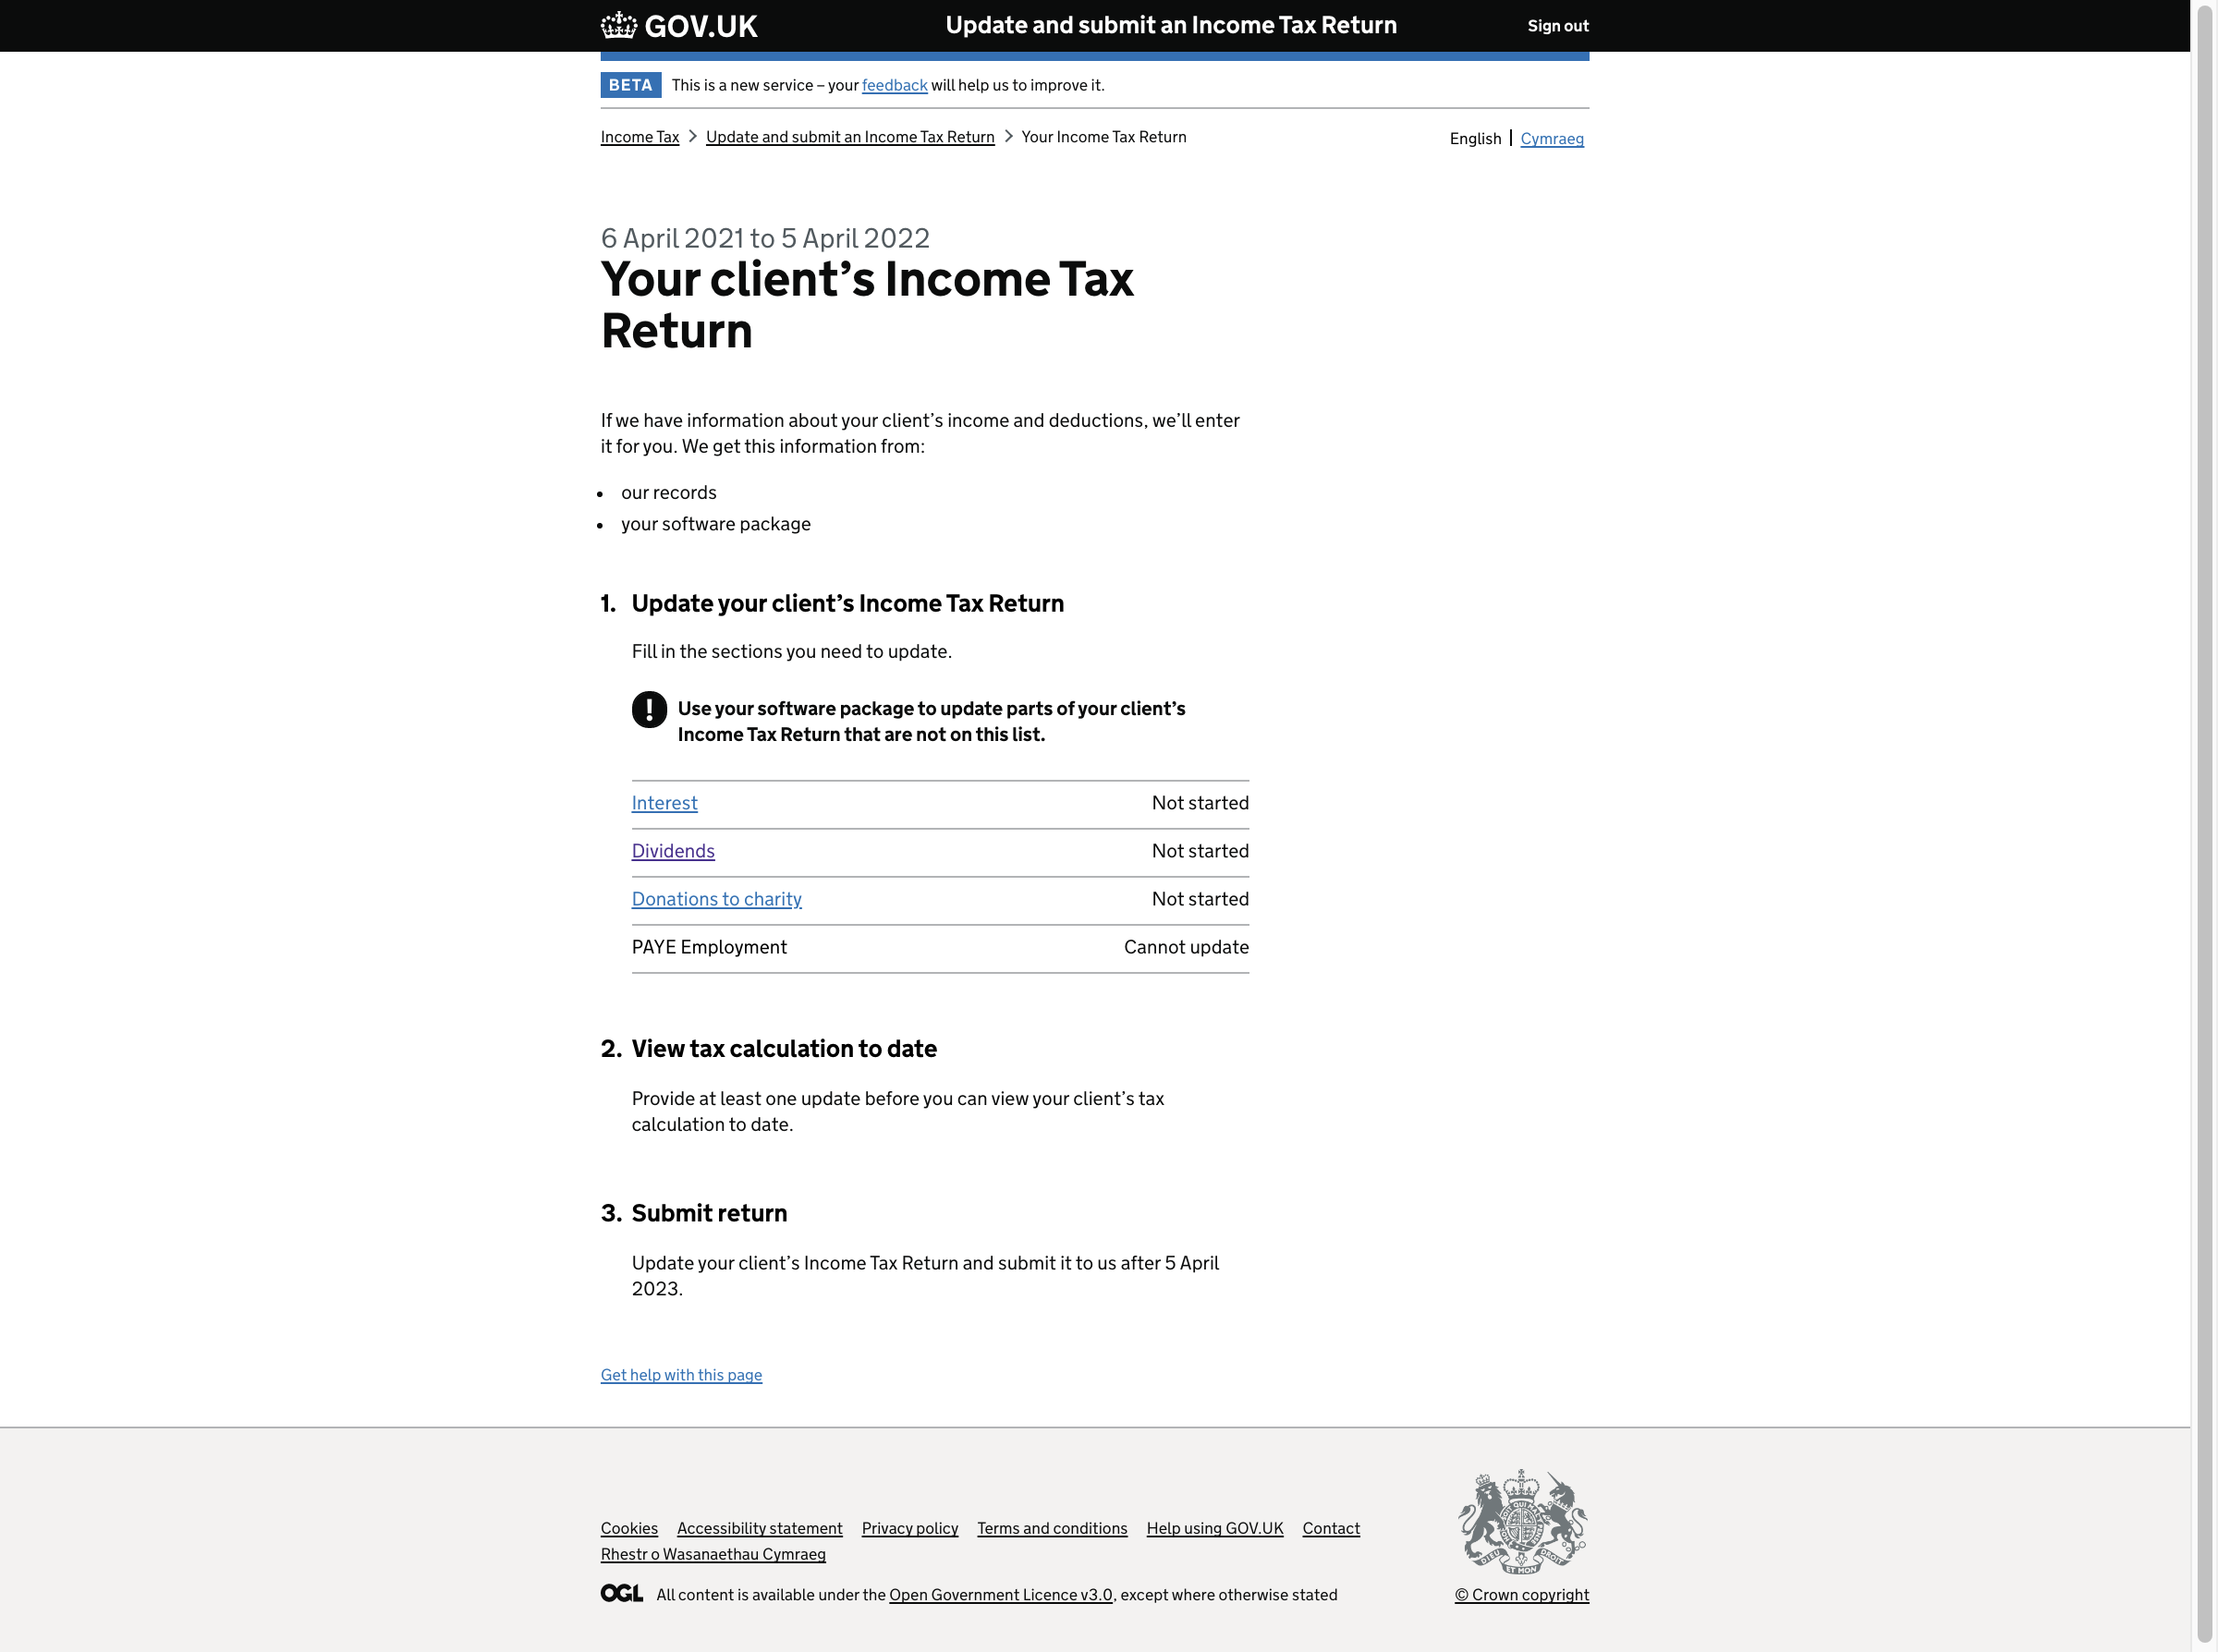 GOV.UK
Update and submit an Income Tax Return
Sign out
BETA
This is a new service – your feedback will help us to improve it.
Income Tax
Update and submit an Income Tax Return
Your Income Tax Return
English
Cymraeg
6 April 2021 to 5 April 2022
Your client’s Income Tax
Return
If we have information about your client’s income and deductions, we’ll enter
it for you. We get this information from:
• our records
• your software package
1. Update your client’s Income Tax Return
Fill in the sections you need to update.
! Use your software package to update parts of your client’s
Income Tax Return that are not on this list.
Interest Not started
Dividends Not started
Donations to charity Not started
PAYE Employment Cannot update
2. View tax calculation to date
Provide at least one update before you can view your client’s tax
calculation to date.
3. Submit return
Update your client’s Income Tax Return and submit it to us after 5 April
2023.
Get help with this page
Cookies Accessibility statement Privacy policy Terms and conditions Help using GOV.UK Contact
Rhestr o Wasanaethau Cymraeg
DIEU ET MON DROIT
OGL All content is available under the Open Government Licence v3.0, except where otherwise stated
© Crown copyright